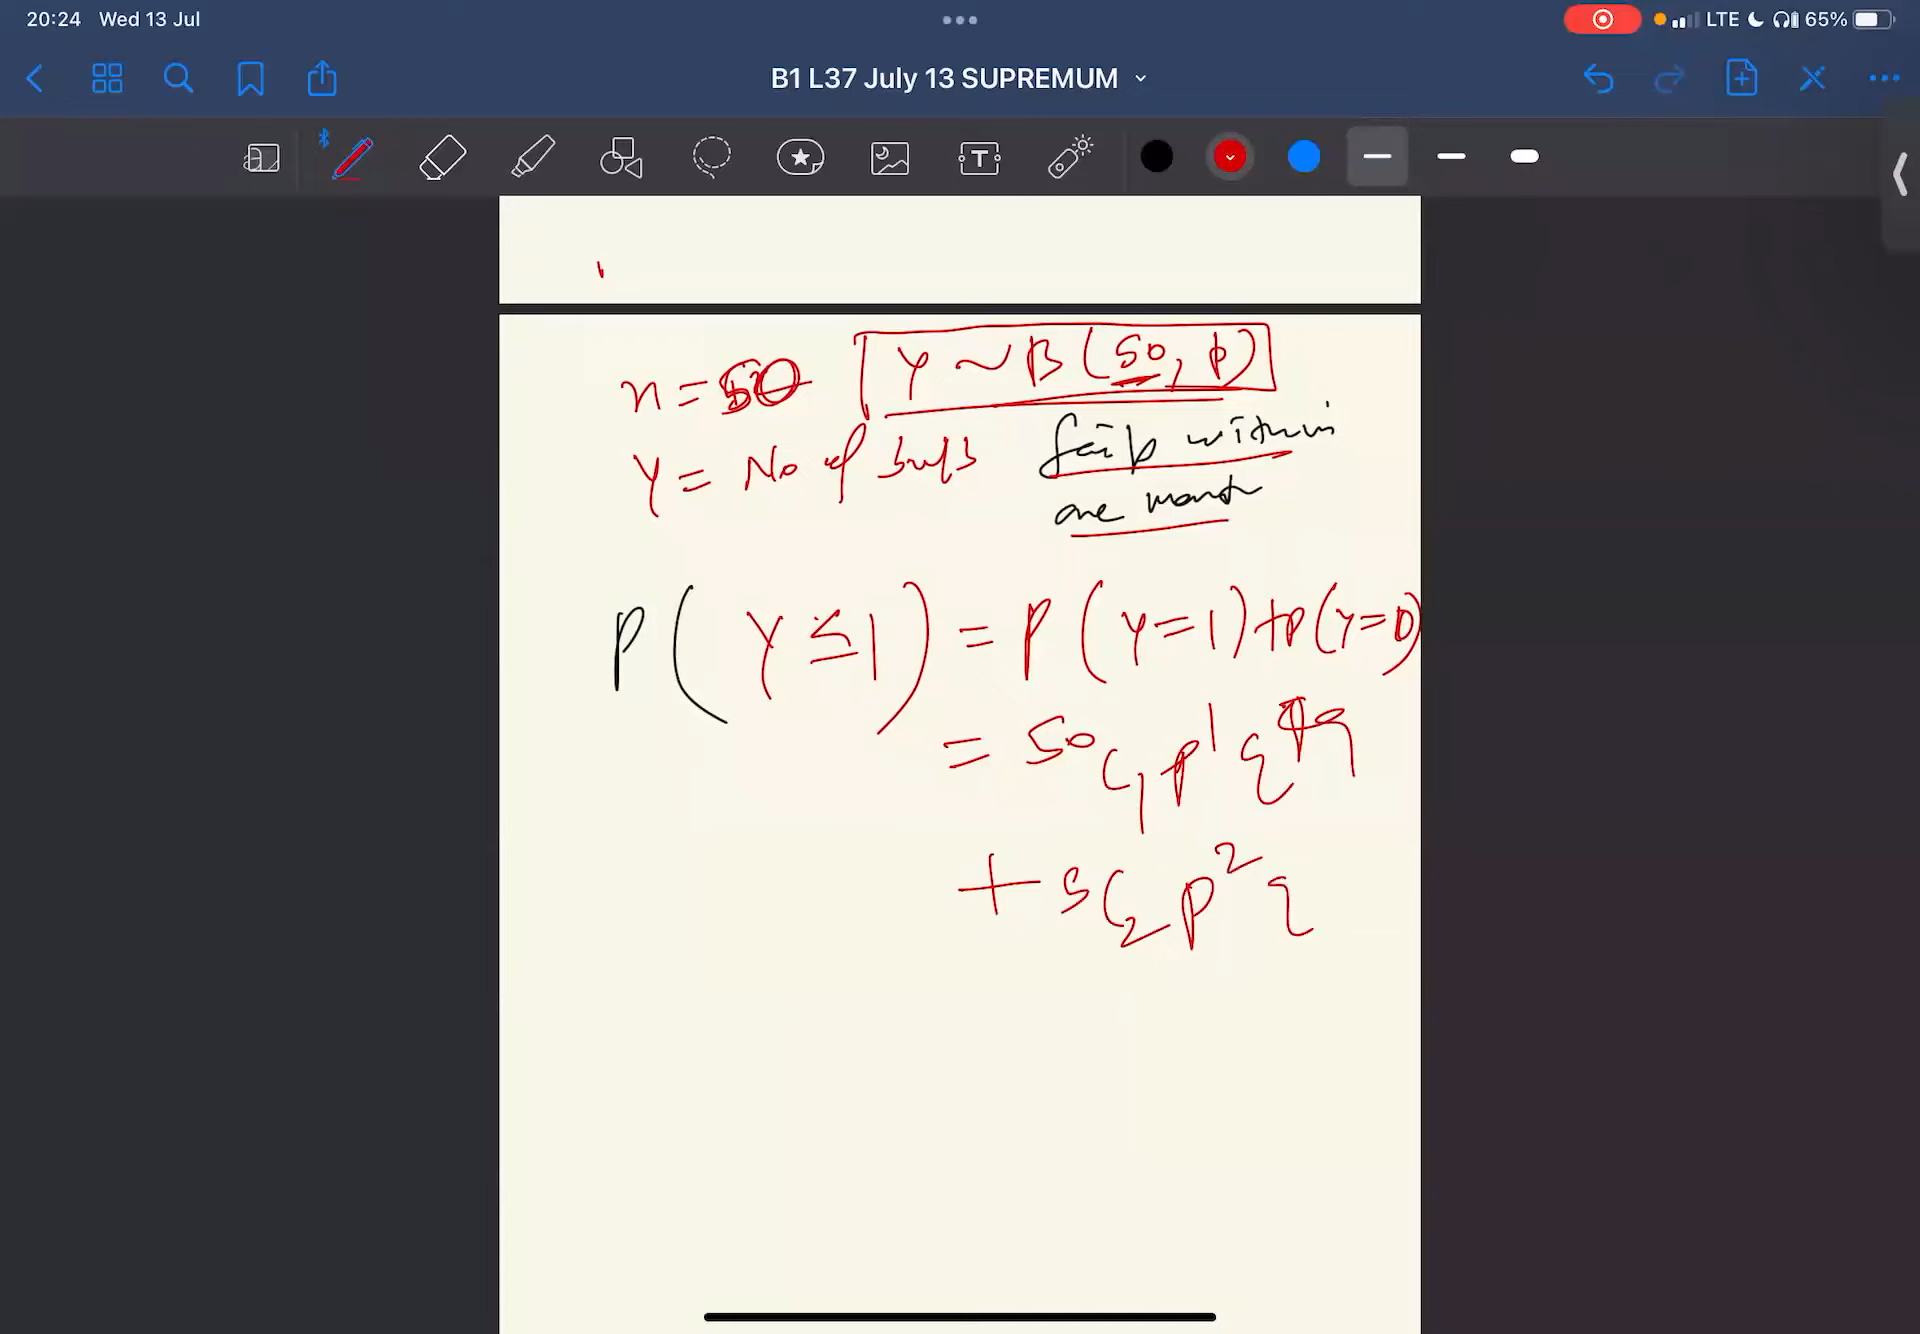 20:24 Wed 13 Jul
LTE 65%
B1 L37 July 13 SUPREMUM
T
n = 50 Y ~ B (50, p)
Y = No of fail within
one month
P( Y ≤ 1 ) = P ( Y = 1 ) + P ( Y = 0 )
= 50C₁ p¹ q⁴⁹
+ 5C₂ p² q